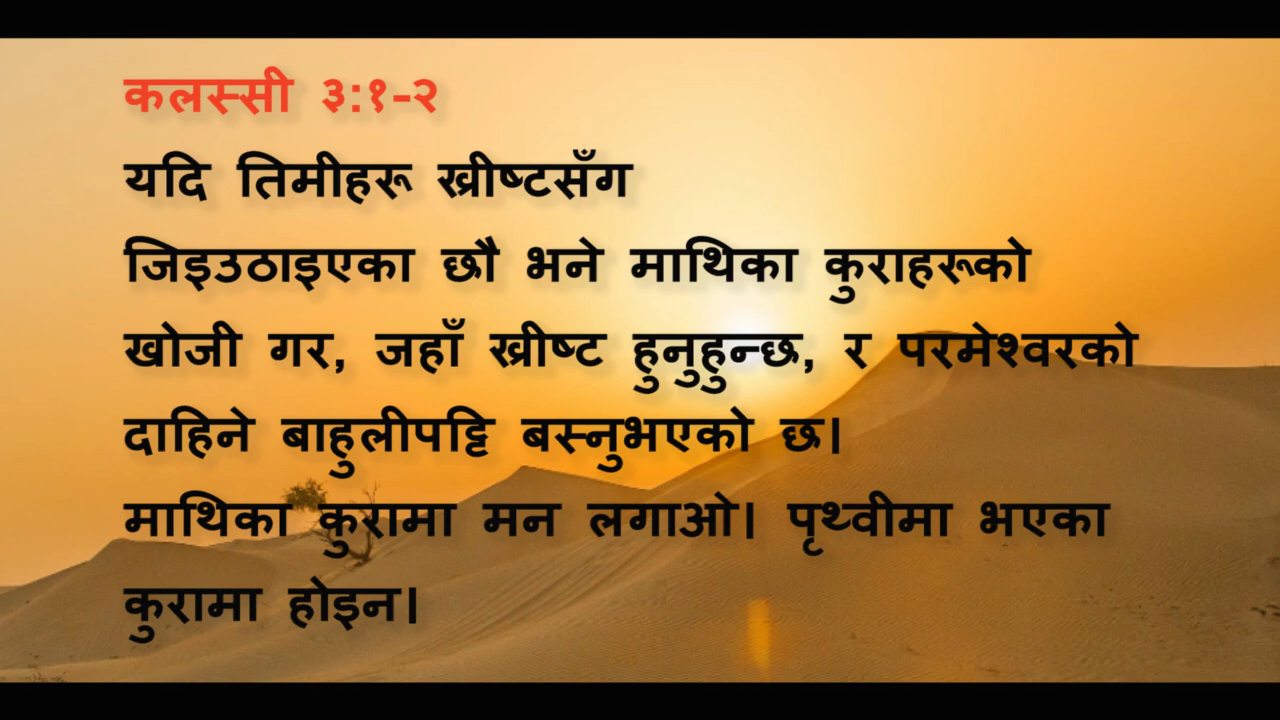 कलस्सी ३:१-२
यदि तिमीहरू ख्रीष्टसँग
जिइउठाइएका छौ भने माथिका कुराहरूको
खोजी गर, जहाँ ख्रीष्ट हुनुहुन्छ, र परमेश्वरको
दाहिने बाहुलीपट्टि बस्नुभएको छ।
माथिका कुरामा मन लगाओ। पृथ्वीमा भएका
कुरामा होइन।